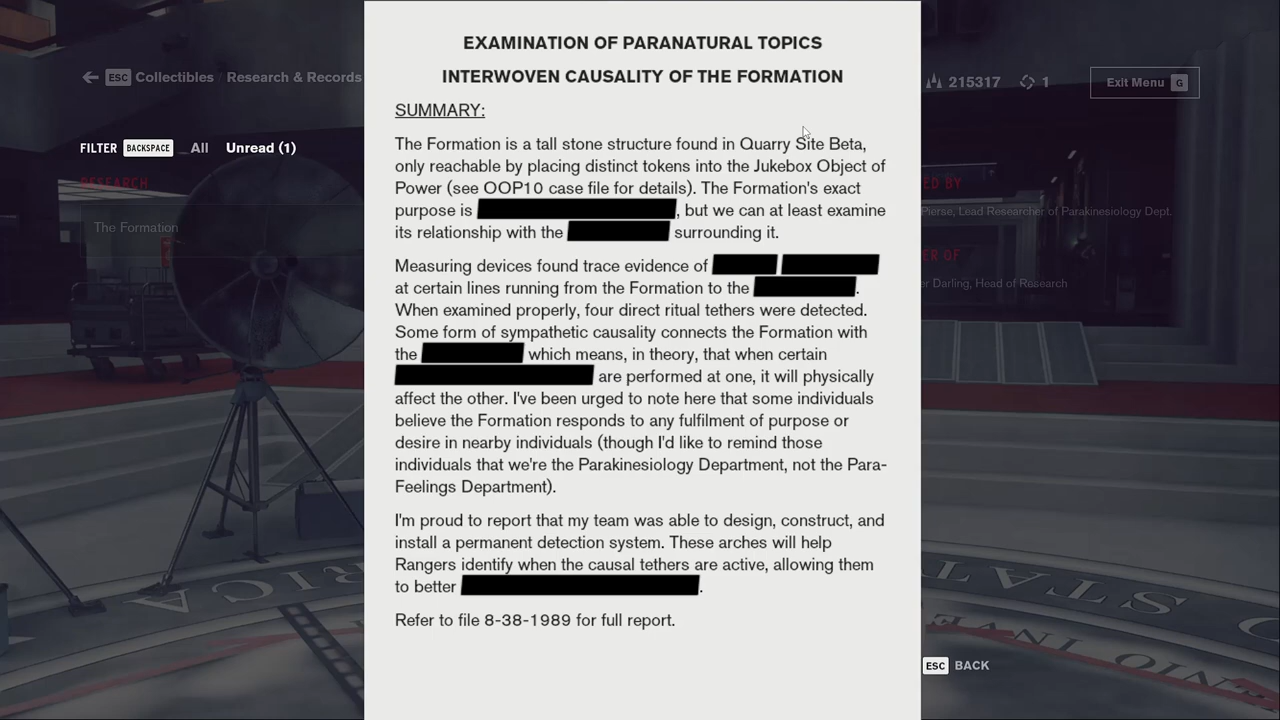 EXAMINATION OF PARANATURAL TOPICS
INTERWOVEN CAUSALITY OF THE FORMATION
ESC Collectibles / Research & Records
215317 1
Exit Menu G
SUMMARY:
FILTER BACKSPACE _All Unread (1)
The Formation is a tall stone structure found in Quarry Site Beta,
only reachable by placing distinct tokens into the Jukebox Object of
Power (see OOP10 case file for details). The Formation's exact
purpose is , but we can at least examine
its relationship with the surrounding it.
RESEARCH
The Formation
ED BY
Pierse, Lead Researcher of Parakinesiology Dept.
ER OF
er Darling, Head of Research
Measuring devices found trace evidence of
at certain lines running from the Formation to the .
When examined properly, four direct ritual tethers were detected.
Some form of sympathetic causality connects the Formation with
the which means, in theory, that when certain
are performed at one, it will physically
affect the other. I've been urged to note here that some individuals
believe the Formation responds to any fulfilment of purpose or
desire in nearby individuals (though I'd like to remind those
individuals that we're the Parakinesiology Department, not the Para-
Feelings Department).
I'm proud to report that my team was able to design, construct, and
install a permanent detection system. These arches will help
Rangers identify when the causal tethers are active, allowing them
to better .
Refer to file 8-38-1989 for full report.
ESC BACK